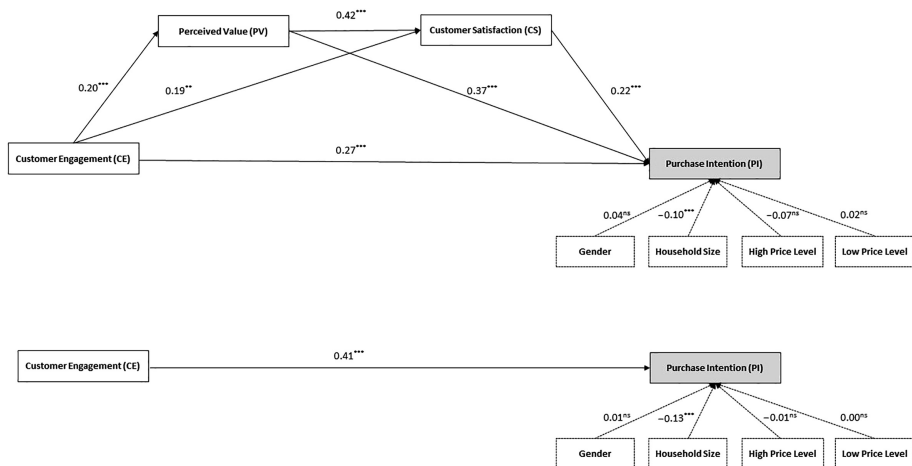 0.42***
Perceived Value (PV)
Customer Satisfaction (CS)
0.20***
0.19**
0.37***
0.22***
Customer Engagement (CE)
0.27***
Purchase Intention (PI)
0.04ns
−0.10***
−0.07ns
0.02ns
Gender
Household Size
High Price Level
Low Price Level
0.41***
Customer Engagement (CE)
Purchase Intention (PI)
0.01ns
−0.13***
−0.01ns
0.00ns
Gender
Household Size
High Price Level
Low Price Level